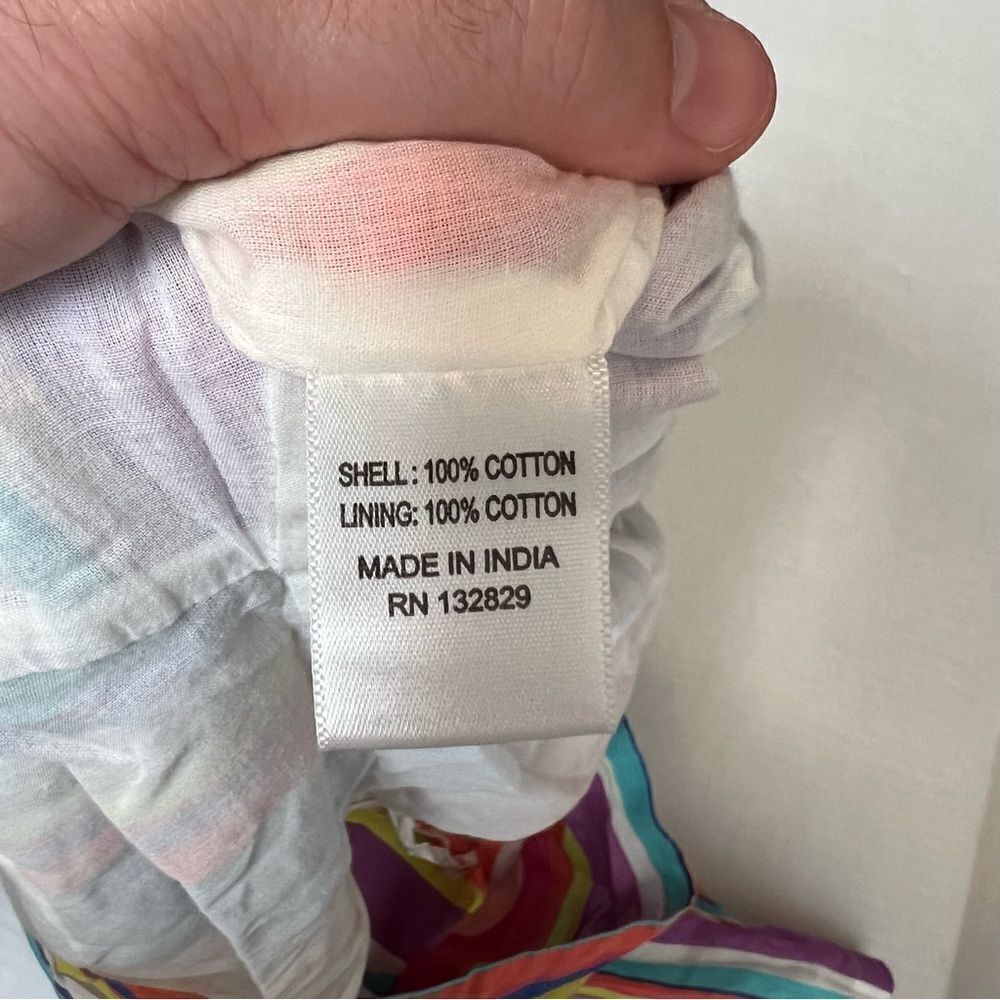 SHELL : 100% COTTON
LINING: 100% COTTON
MADE IN INDIA
RN 132829